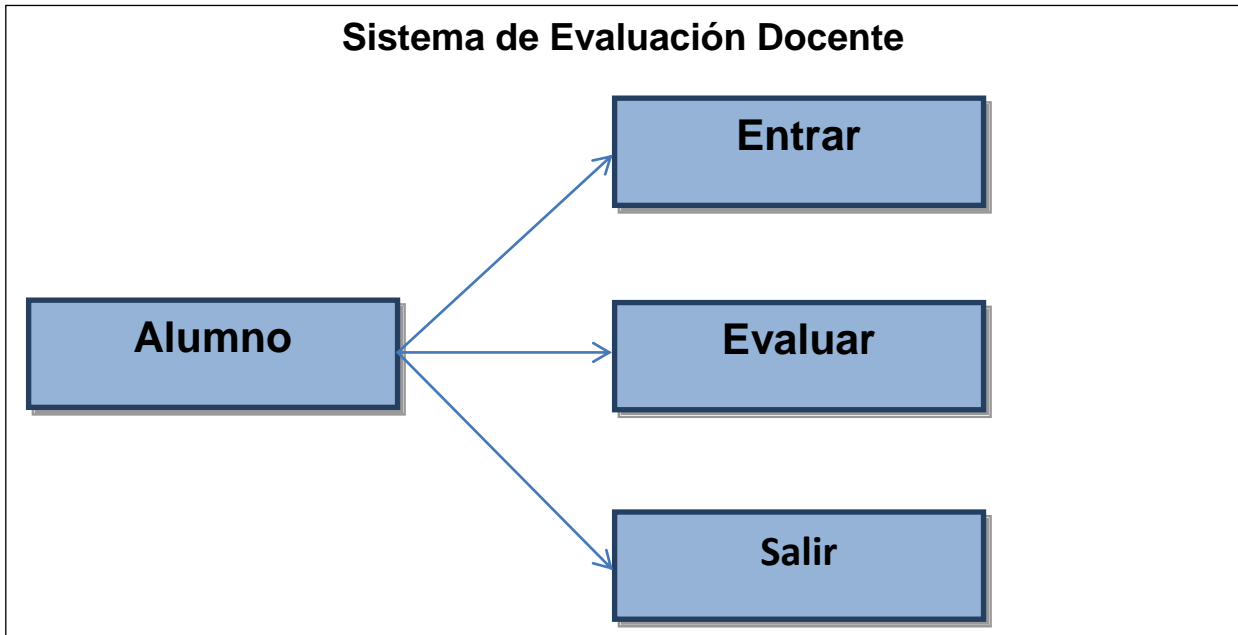 Sistema de Evaluación Docente
Entrar
Alumno
Evaluar
Salir